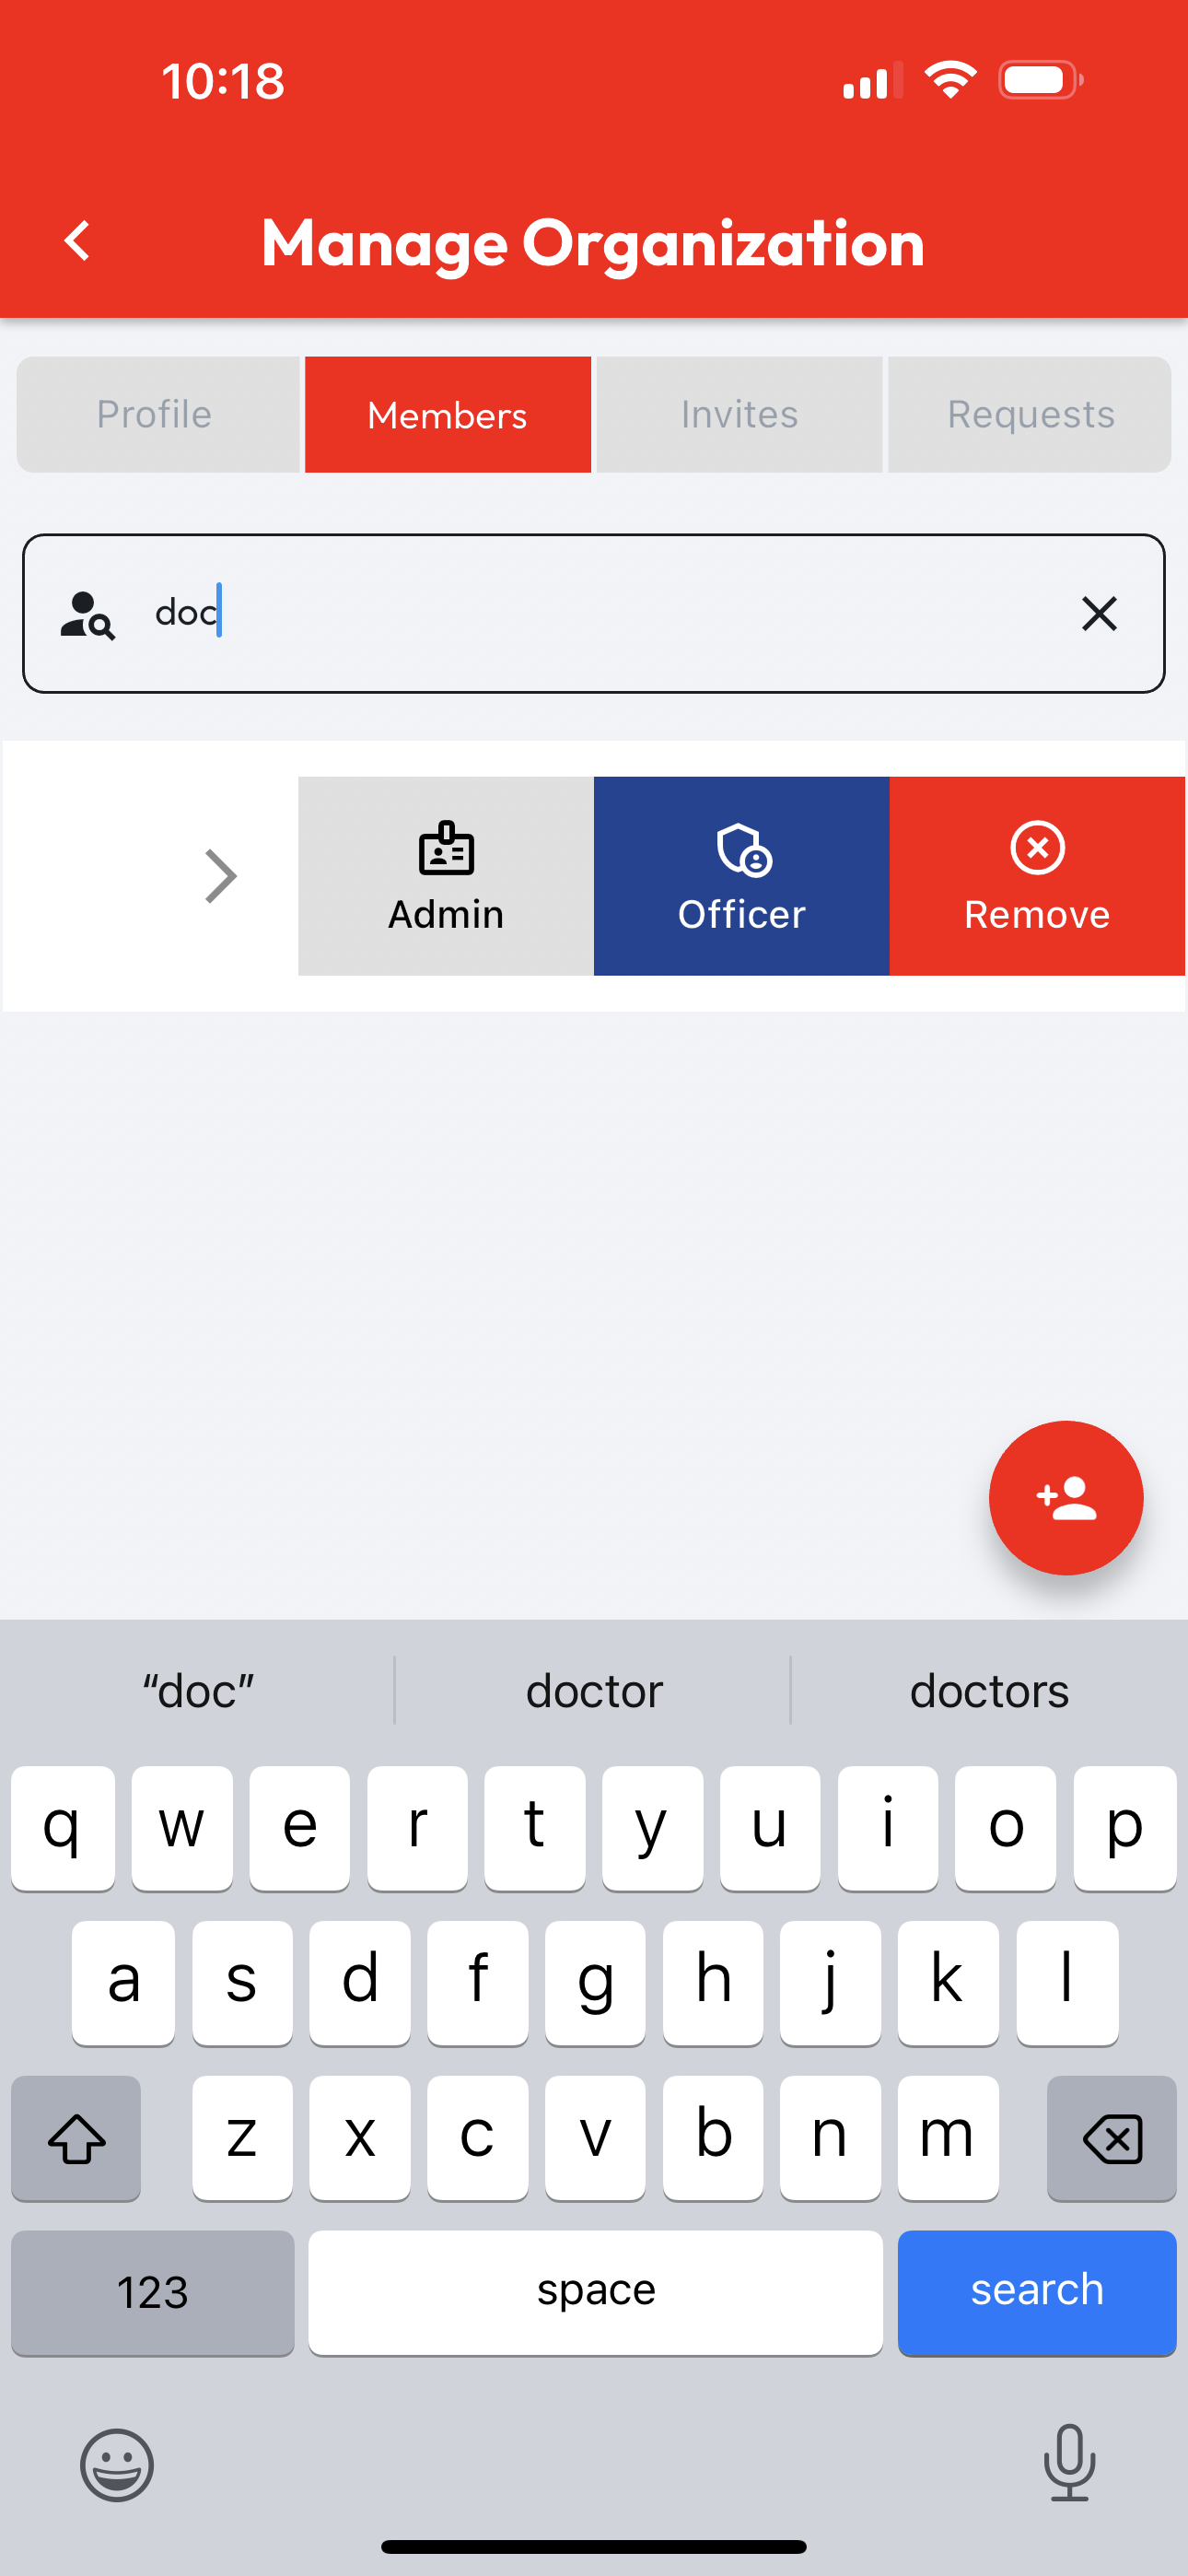 10:18
Manage Organization
Profile Members Invites Requests
doc
Admin Officer Remove
“doc” doctor doctors
q w e r t y u i o p
a s d f g h j k l
z x c v b n m
123 space search